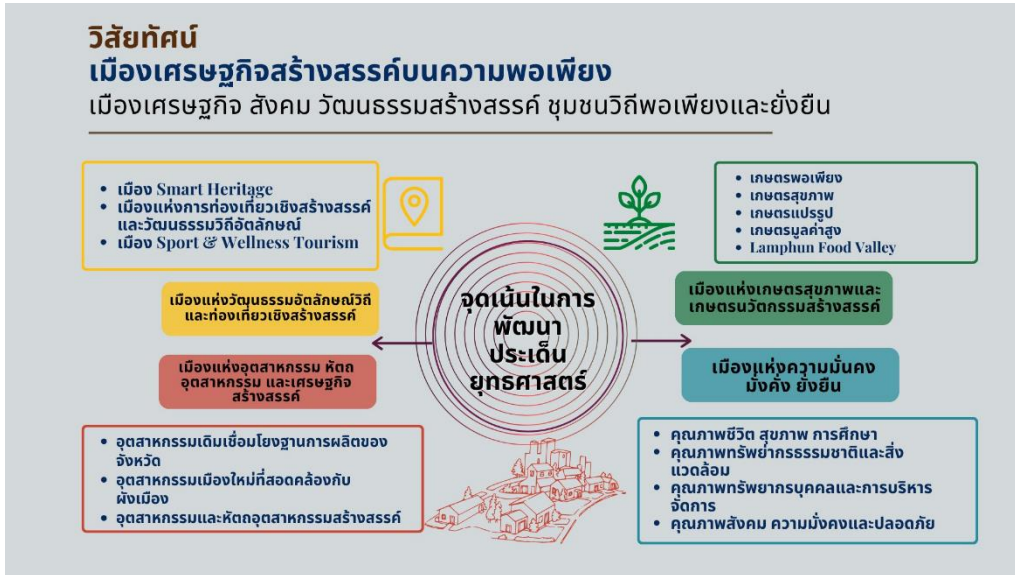 วิสัยทัศน์
เมืองเศรษฐกิจสร้างสรรค์บนความพอเพียง
เมืองเศรษฐกิจ สังคม วัฒนธรรมสร้างสรรค์ ชุมชนวิถีพอเพียงและยั่งยืน
• เมือง Smart Heritage
• เมืองแห่งการท่องเที่ยวเชิงสร้างสรรค์
และวัฒนธรรมวิถีอัตลักษณ์
• เมือง Sport & Wellness Tourism
เมืองแห่งวัฒนธรรมอัตลักษณ์วิถี
และท่องเที่ยวเชิงสร้างสรรค์
เมืองแห่งอุตสาหกรรม หัตถ
อุตสาหกรรม และเศรษฐกิจ
สร้างสรรค์
• อุตสาหกรรมเดิมเชื่อมโยงฐานการผลิตของ
จังหวัด
• อุตสาหกรรมเมืองใหม่ที่สอดคล้องกับ
ผังเมือง
• อุตสาหกรรมและหัตถอุตสาหกรรมสร้างสรรค์
จุดเน้นในการ
พัฒนา
ประเด็น
ยุทธศาสตร์
• เกษตรพอเพียง
• เกษตรสุขภาพ
• เกษตรแปรรูป
• เกษตรมูลค่าสูง
• Lamphun Food Valley
เมืองแห่งเกษตรสุขภาพและ
เกษตรนวัตกรรมสร้างสรรค์
เมืองแห่งความมั่นคง
มั่งคั่ง ยั่งยืน
• คุณภาพชีวิต สุขภาพ การศึกษา
• คุณภาพทรัพย่ากรธรรมชาติและสิ่ง
แวดล้อม
• คุณภาพทรัพยากรบุคคลและการบริหาร
จัดการ
• คุณภาพสังคม ความมั่งคงและปลอดภัย